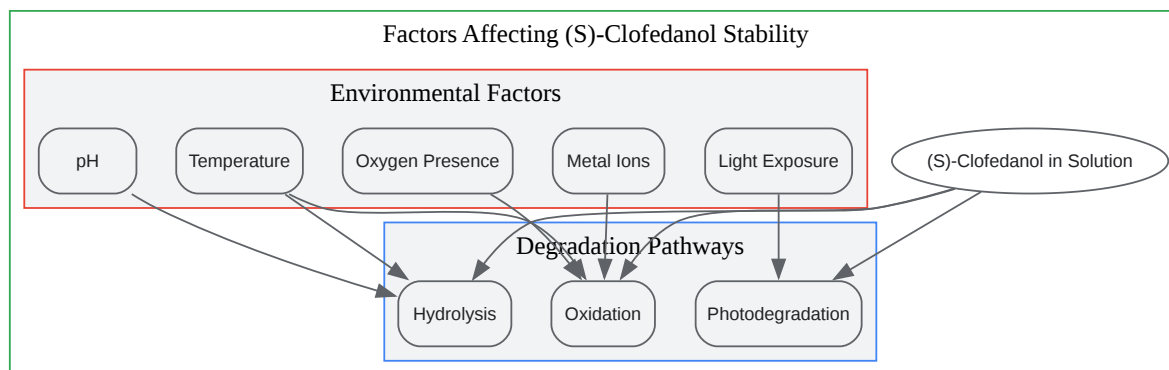 Factors Affecting (S)-Clofedanol Stability
Environmental Factors
pH
Temperature
Oxygen Presence
Metal Ions
Light Exposure
(S)-Clofedanol in Solution
Degradation Pathways
Hydrolysis
Oxidation
Photodegradation